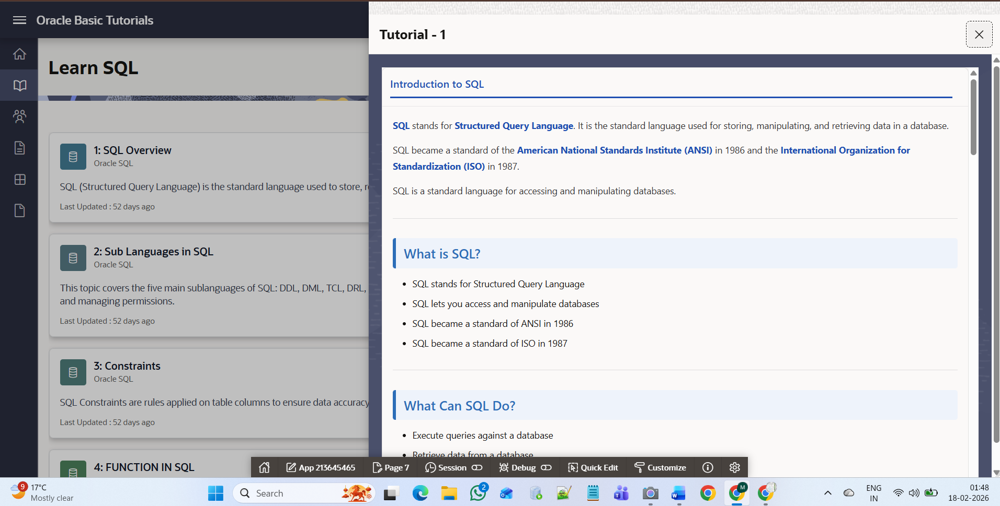 Oracle Basic Tutorials
Learn SQL
1: SQL Overview
Oracle SQL
SQL (Structured Query Language) is the standard language used to store,
Last Updated : 52 days ago
2: Sub Languages in SQL
Oracle SQL
This topic covers the five main sublanguages of SQL: DDL, DML, TCL, DRL,
and managing permissions.
Last Updated : 52 days ago
3: Constraints
Oracle SQL
SQL Constraints are rules applied on table columns to ensure data accuracy
Last Updated : 52 days ago
4: FUNCTION IN SQL
Tutorial - 1
Introduction to SQL
SQL stands for Structured Query Language. It is the standard language used for storing, manipulating, and retrieving data in a database.
SQL became a standard of the American National Standards Institute (ANSI) in 1986 and the International Organization for
Standardization (ISO) in 1987.
SQL is a standard language for accessing and manipulating databases.
What is SQL?
• SQL stands for Structured Query Language
• SQL lets you access and manipulate databases
• SQL became a standard of ANSI in 1986
• SQL became a standard of ISO in 1987
What Can SQL Do?
• Execute queries against a database
• Retrieve data from a database
App 213645465 Page 7 Session Debug Quick Edit Customize
9 17°C
Mostly clear
Search
2
M
ENG
IN
01:48
18-02-2026